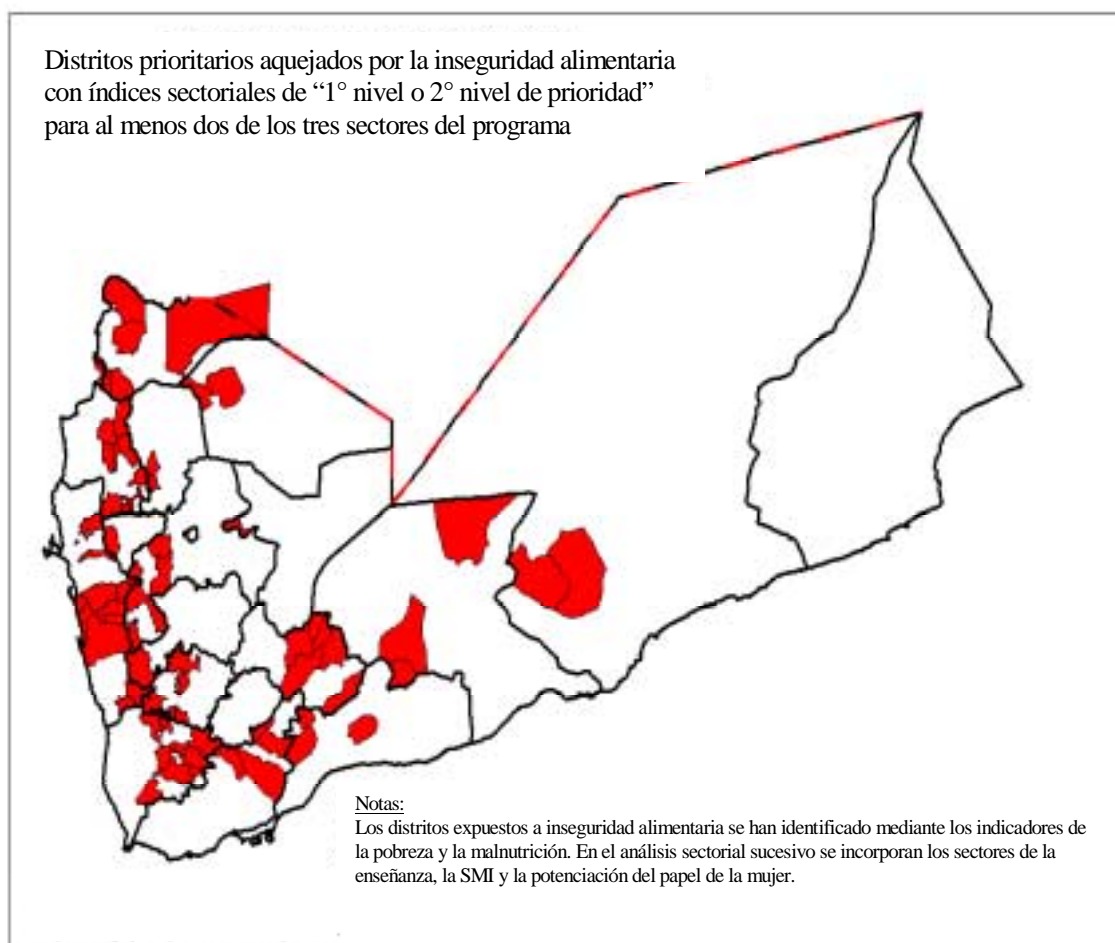 Distritos prioritarios aquejados por la inseguridad alimentaria
con índices sectoriales de “1° nivel o 2° nivel de prioridad”
para al menos dos de los tres sectores del programa
Notas:
Los distritos expuestos a inseguridad alimentaria se han identificado mediante los indicadores de
la pobreza y la malnutrición. En el análisis sectorial sucesivo se incorporan los sectores de la
enseñanza, la SMI y la potenciación del papel de la mujer.